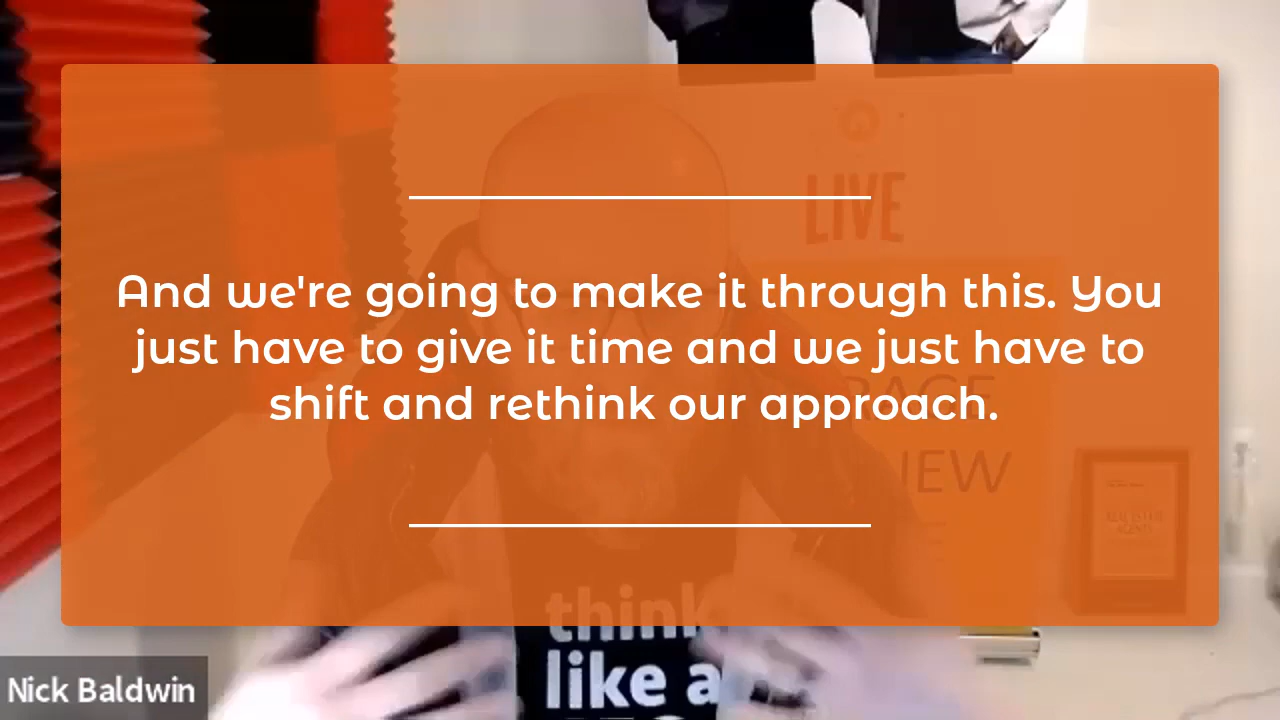 LIVE
And we're going to make it through this. You
just have to give it time and we just have to
shift and rethink our approach.
NEW
think
like a
Nick Baldwin